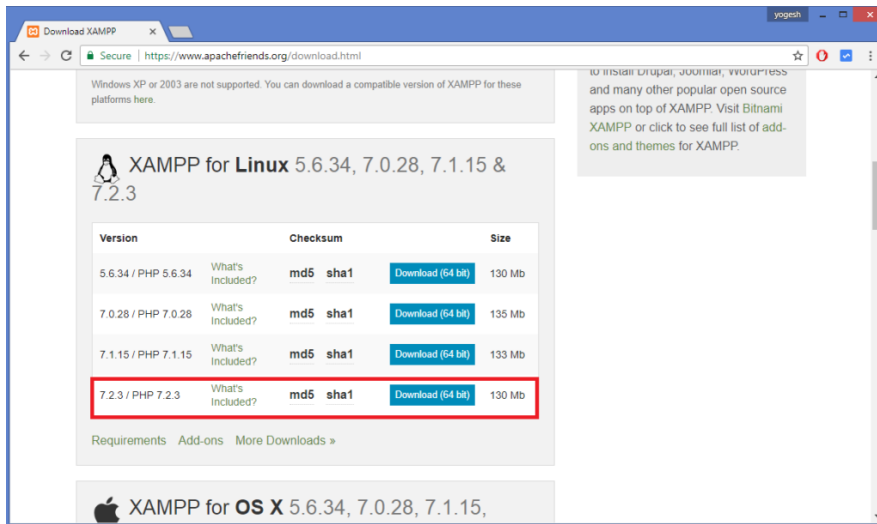 yogesh
Download XAMPP
Secure | https://www.apachefriends.org/download.html
Windows XP or 2003 are not supported. You can download a compatible version of XAMPP for these
platforms here.
to install Drupal, Joomla!, WordPress
and many other popular open source
apps on top of XAMPP. Visit Bitnami
XAMPP or click to see full list of add-
ons and themes for XAMPP.
XAMPP for Linux 5.6.34, 7.0.28, 7.1.15 &
7.2.3
Version Checksum Size
5.6.34 / PHP 5.6.34 What's Included? md5 sha1 Download (64 bit) 130 Mb
7.0.28 / PHP 7.0.28 What's Included? md5 sha1 Download (64 bit) 135 Mb
7.1.15 / PHP 7.1.15 What's Included? md5 sha1 Download (64 bit) 133 Mb
7.2.3 / PHP 7.2.3 What's Included? md5 sha1 Download (64 bit) 130 Mb
Requirements Add-ons More Downloads »
XAMPP for OS X 5.6.34, 7.0.28, 7.1.15,